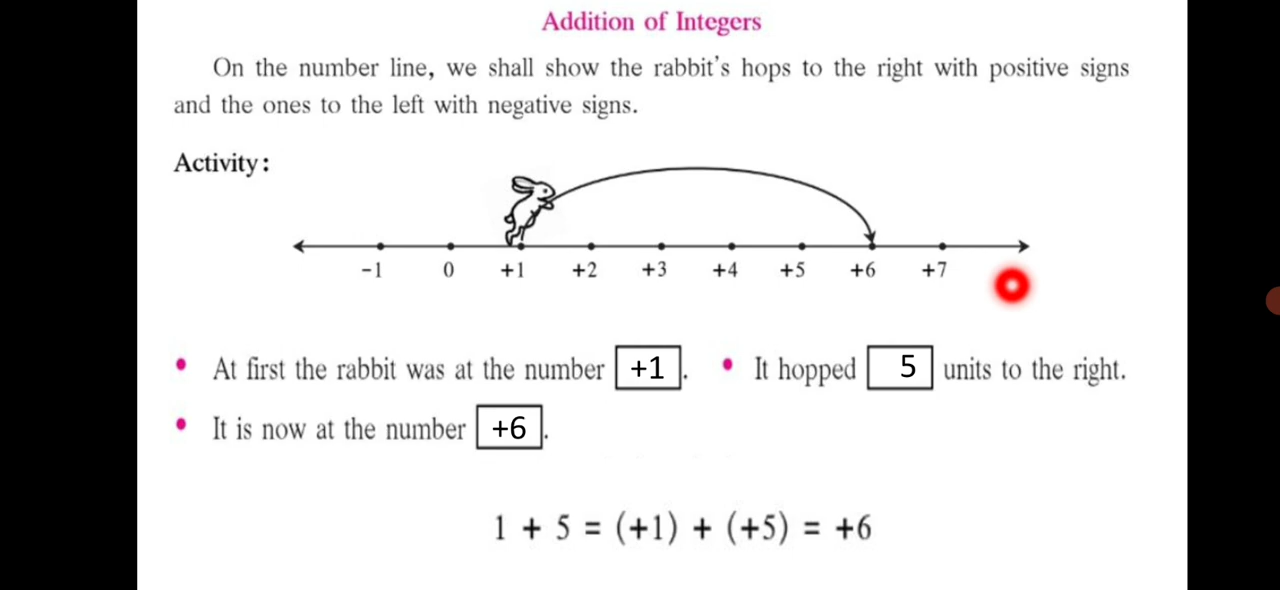 Addition of Integers
On the number line, we shall show the rabbit's hops to the right with positive signs
and the ones to the left with negative signs.
Activity :
-1 0 +1 +2 +3 +4 +5 +6 +7
• At first the rabbit was at the number +1 . • It hopped 5 units to the right.
• It is now at the number +6 .
1 + 5 = (+1) + (+5) = +6